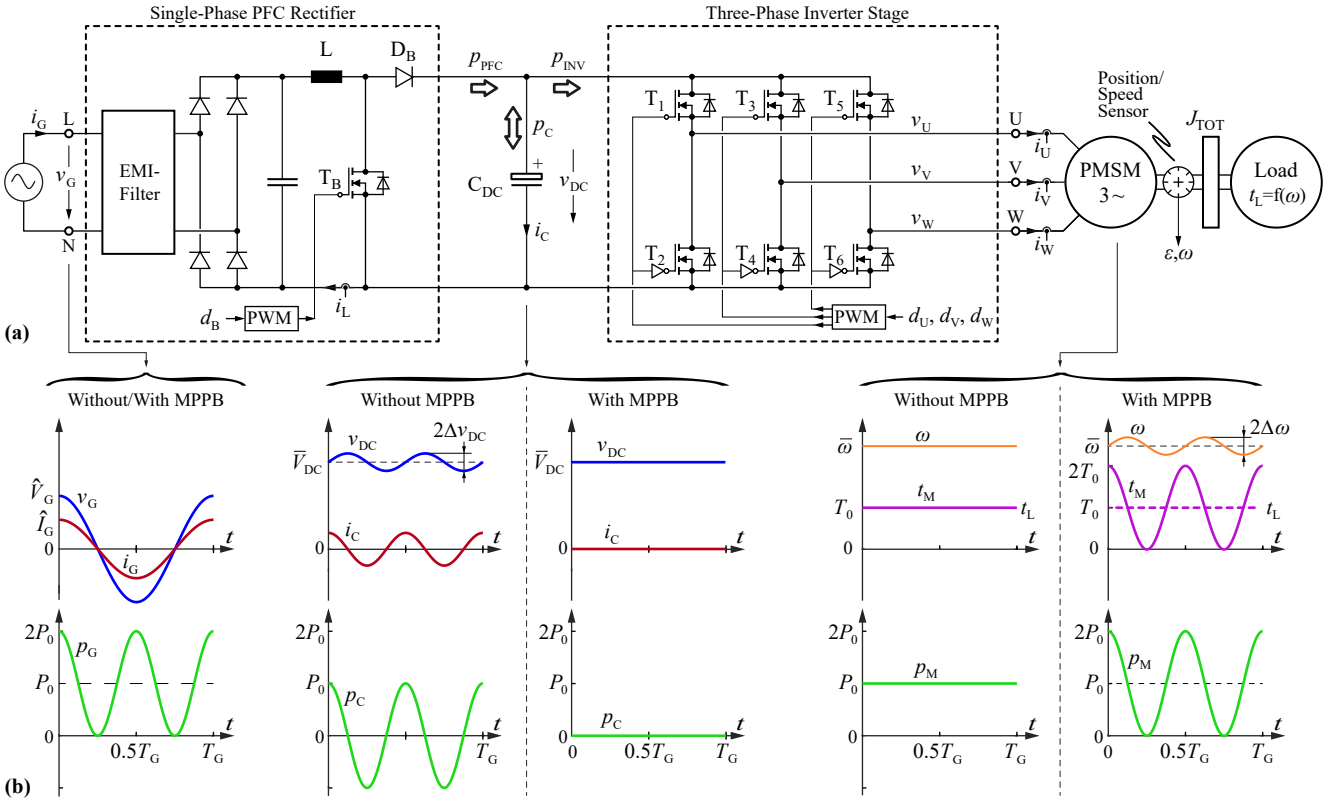 Single-Phase PFC Rectifier
Three-Phase Inverter Stage
L
D_B
p_PFC
p_INV
Position/
Speed
Sensor
J_TOT
i_G
L
v_G
N
EMI-
Filter
T_B
p_C
+
C_DC
v_DC
i_C
T_1
T_3
T_5
T_2
T_4
T_6
v_U
v_V
v_W
U
i_U
V
i_V
W
i_W
PMSM
3~
Load
t_L=f(ω)
ε,ω
i_L
d_B
PWM
PWM
d_U, d_V, d_W
(a)
Without/With MPPB
Without MPPB
With MPPB
Without MPPB
With MPPB
V̂_G
Î_G
0
v_G
i_G
t
2P_0
P_0
0
p_G
0.5T_G
T_G
t
V̅_DC
v_DC
2Δv_DC
0
i_C
t
2P_0
P_0
0
p_C
0.5T_G
T_G
t
V̅_DC
v_DC
0
i_C
t
2P_0
P_0
0
p_C
0
0.5T_G
T_G
t
ω̅
ω
T_0
t_M
t_L
0
t
2P_0
P_0
0
p_M
0
0.5T_G
T_G
t
ω̅
ω
2Δω
2T_0
T_0
0
t_M
t_L
t
2P_0
P_0
0
p_M
0
0.5T_G
T_G
t
(b)